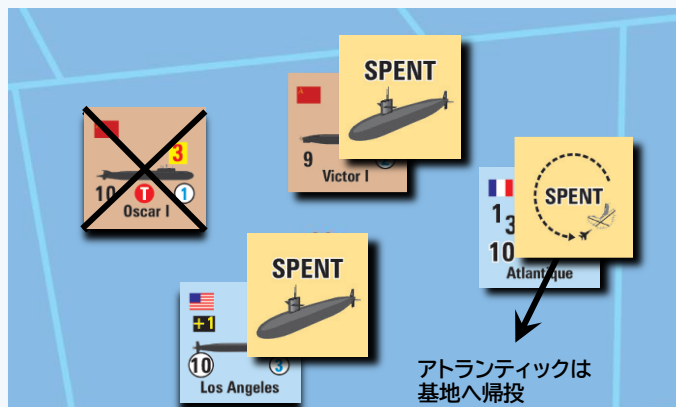 SPENT
3
10 T 1
Oscar I
9
Victor I
SPENT
1
3
10
Atlantique
SPENT
+1
10 3
Los Angeles
アトランティックは
基地へ帰投